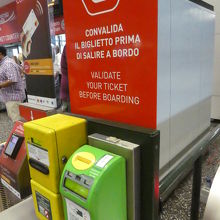 CONVALIDA
IL BIGLIETTO PRIMA
DI SALIRE A BORDO
VALIDATE
YOUR TICKET
BEFORE BOARDING